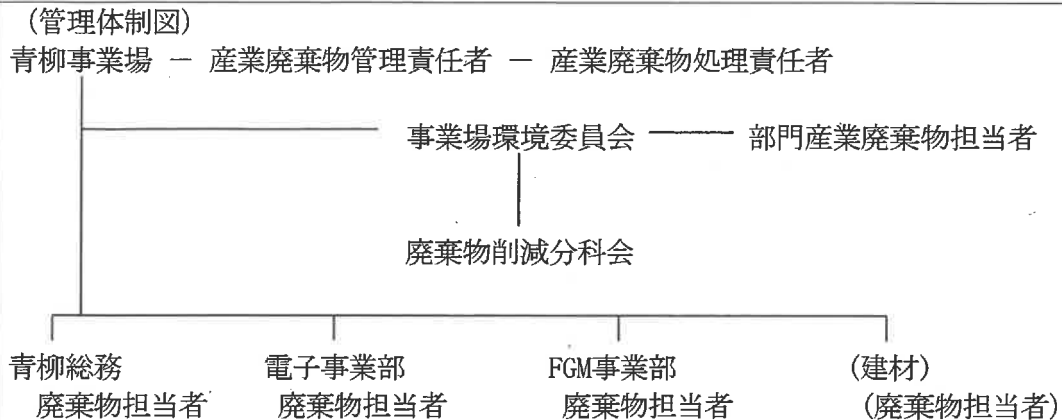 (管理体制図)
青柳事業場 － 産業廃棄物管理責任者 － 産業廃棄物処理責任者
事業場環境委員会 部門産業廃棄物担当者
廃棄物削減分科会
青柳総務 電子事業部 FGM事業部 (建材)
廃棄物担当者 廃棄物担当者 廃棄物担当者 (廃棄物担当者)